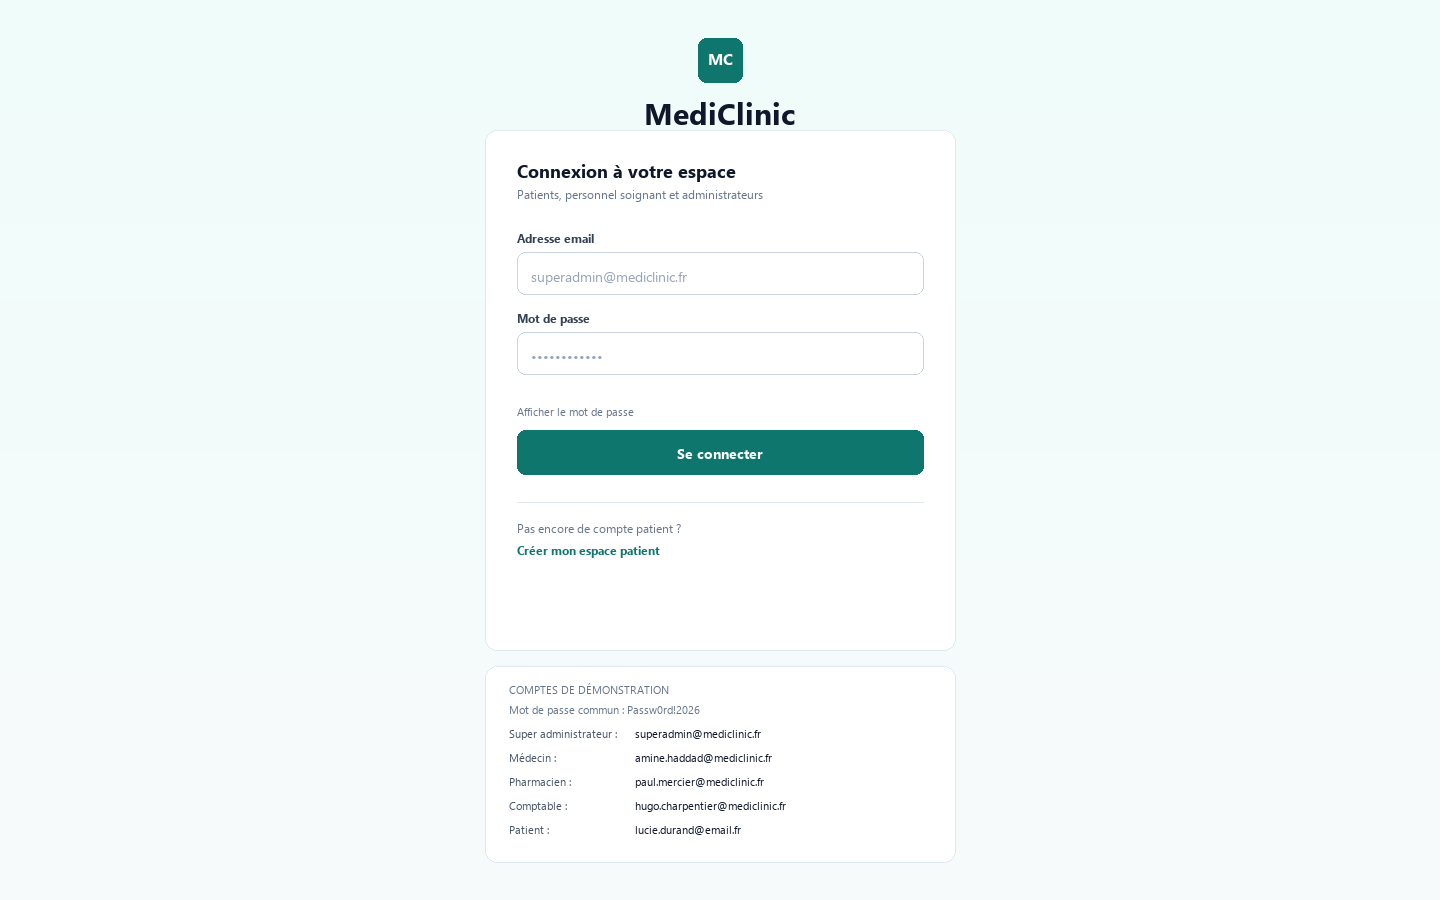 MC
MediClinic
Connexion à votre espace
Patients, personnel soignant et administrateurs
Adresse email
superadmin@mediclinic.fr
Mot de passe
••••••••••••
Afficher le mot de passe
Se connecter
Pas encore de compte patient ?
Créer mon espace patient
COMPTES DE DÉMONSTRATION
Mot de passe commun : Passw0rd!2026
Super administrateur : superadmin@mediclinic.fr
Médecin : amine.haddad@mediclinic.fr
Pharmacien : paul.mercier@mediclinic.fr
Comptable : hugo.charpentier@mediclinic.fr
Patient : lucie.durand@email.fr